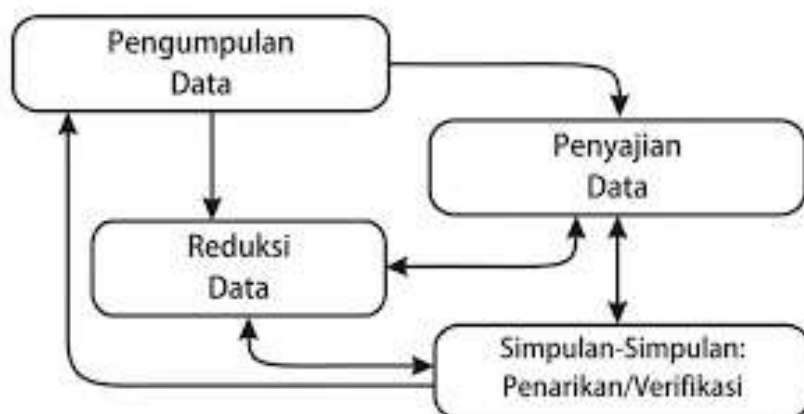 Pengumpulan
Data
Penyajian
Data
Reduksi
Data
Simpulan-Simpulan:
Penarikan/Verifikasi